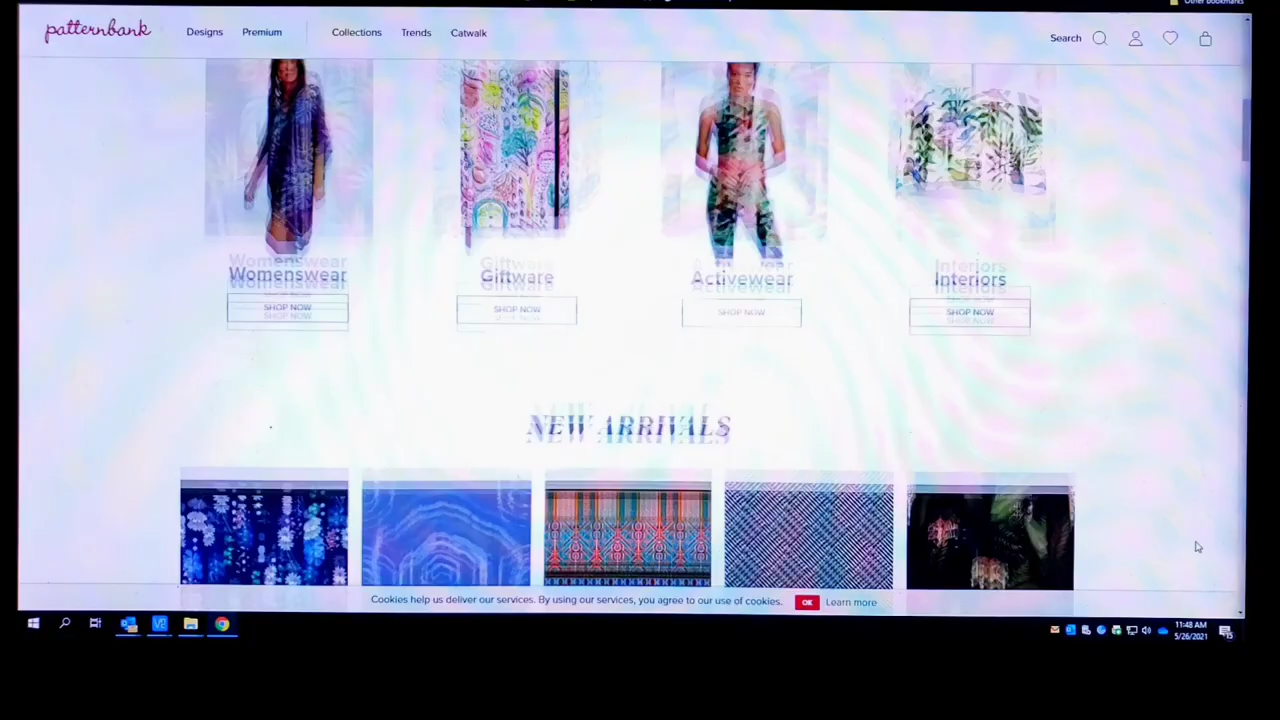 Other bookmarks
patternbank
Designs Premium Collections Trends Catwalk Search
Womenswear Giftware Activewear Interiors
SHOP NOW SHOP NOW SHOP NOW SHOP NOW
NEW ARRIVALS
Cookies help us deliver our services. By using our services, you agree to our use of cookies. OK Learn more
11:48 AM
5/26/2021